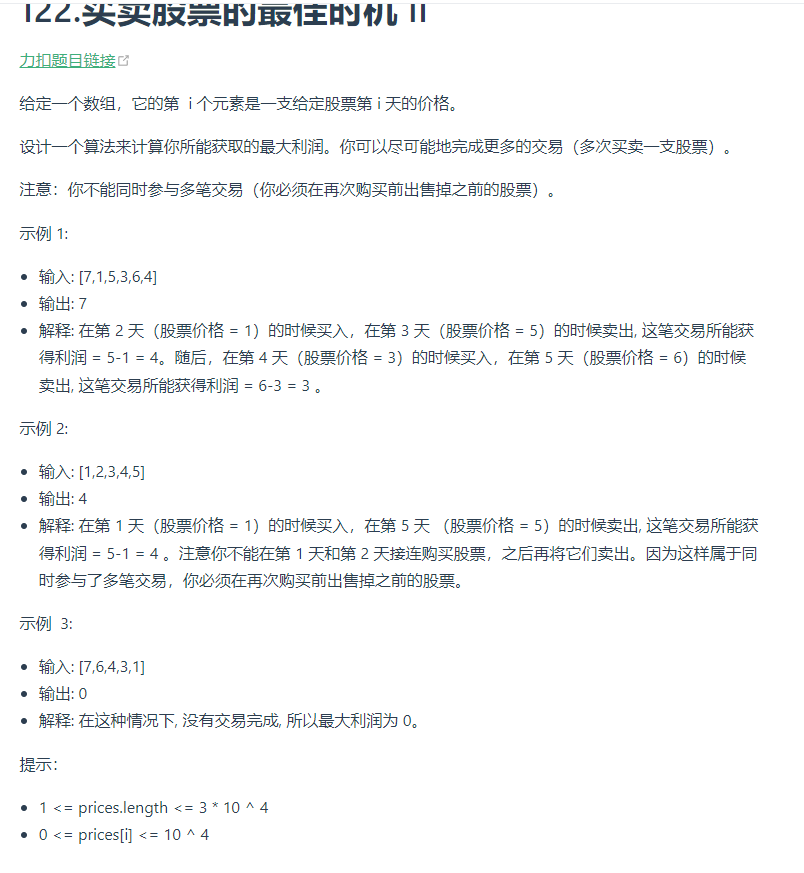 122.买卖股票的最佳时机 II
力扣题目链接
给定一个数组，它的第 i 个元素是一支给定股票第 i 天的价格。
设计一个算法来计算你所能获取的最大利润。你可以尽可能地完成更多的交易（多次买卖一支股票）。
注意：你不能同时参与多笔交易（你必须在再次购买前出售掉之前的股票）。
示例 1:
• 输入: [7,1,5,3,6,4]
• 输出: 7
• 解释: 在第 2 天（股票价格 = 1）的时候买入，在第 3 天（股票价格 = 5）的时候卖出, 这笔交易所能获
得利润 = 5-1 = 4。随后，在第 4 天（股票价格 = 3）的时候买入，在第 5 天（股票价格 = 6）的时候
卖出, 这笔交易所能获得利润 = 6-3 = 3 。
示例 2:
• 输入: [1,2,3,4,5]
• 输出: 4
• 解释: 在第 1 天（股票价格 = 1）的时候买入，在第 5 天 （股票价格 = 5）的时候卖出, 这笔交易所能获
得利润 = 5-1 = 4 。注意你不能在第 1 天和第 2 天接连购买股票，之后再将它们卖出。因为这样属于同
时参与了多笔交易，你必须在再次购买前出售掉之前的股票。
示例 3:
• 输入: [7,6,4,3,1]
• 输出: 0
• 解释: 在这种情况下, 没有交易完成, 所以最大利润为 0。
提示：
• 1 <= prices.length <= 3 * 10 ^ 4
• 0 <= prices[i] <= 10 ^ 4